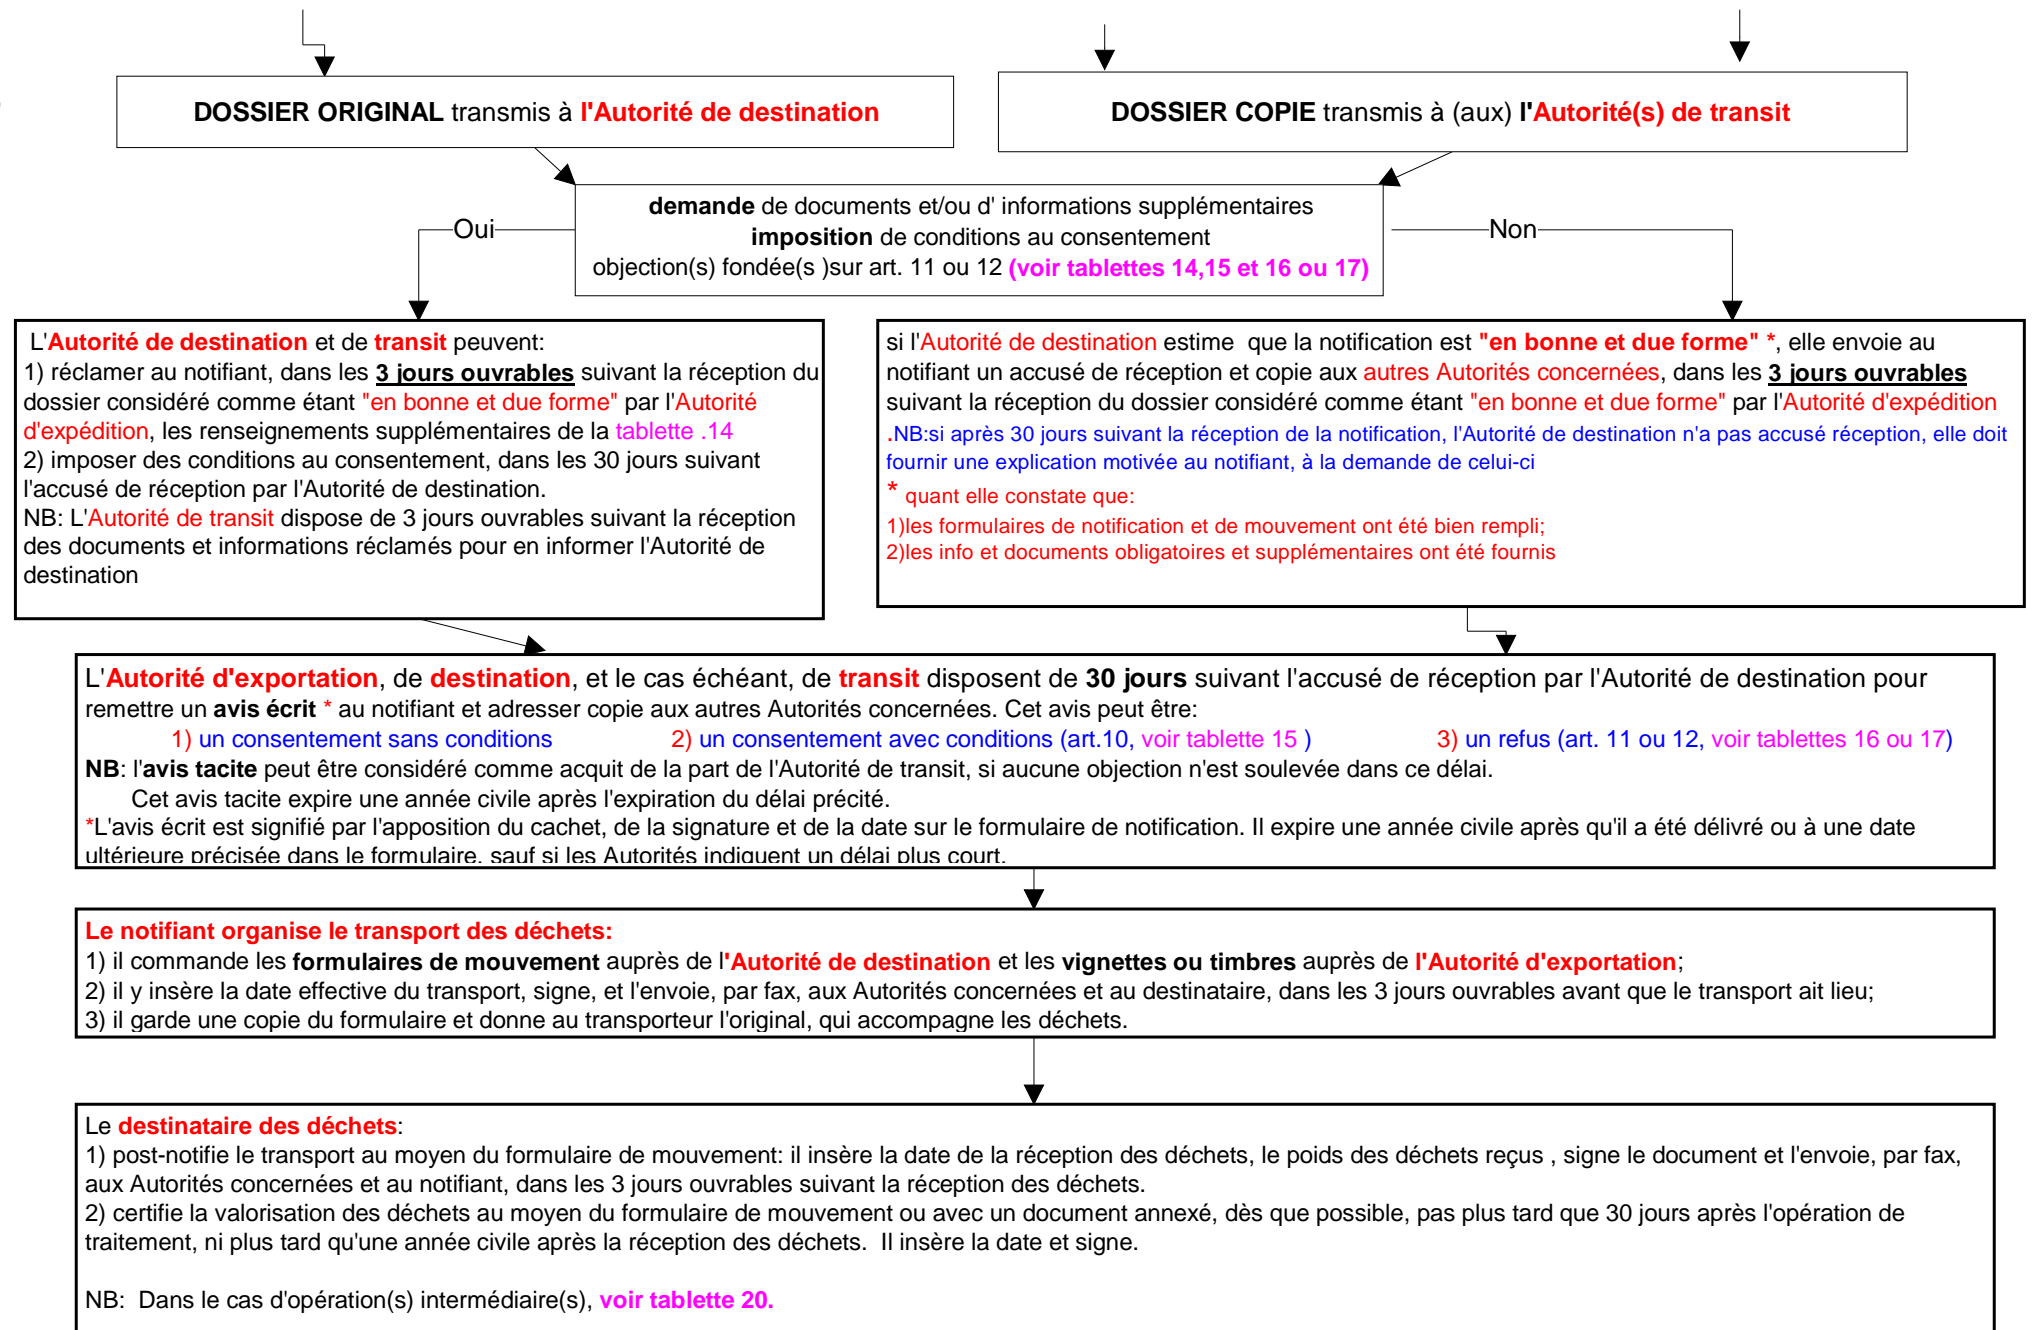 DOSSIER ORIGINAL transmis à l'Autorité de destination
DOSSIER COPIE transmis à (aux) l'Autorité(s) de transit
demande de documents et/ou d' informations supplémentaires
imposition de conditions au consentement
objection(s) fondée(s )sur art. 11 ou 12 (voir tablettes 14,15 et 16 ou 17)
Oui
Non
L'Autorité de destination et de transit peuvent:
1) réclamer au notifiant, dans les 3 jours ouvrables suivant la réception du
dossier considéré comme étant "en bonne et due forme" par l'Autorité
d'expédition, les renseignements supplémentaires de la tablette .14
2) imposer des conditions au consentement, dans les 30 jours suivant
l'accusé de réception par l'Autorité de destination.
NB: L'Autorité de transit dispose de 3 jours ouvrables suivant la réception
des documents et informations réclamés pour en informer l'Autorité de
destination
si l'Autorité de destination estime que la notification est "en bonne et due forme" *, elle envoie au
notifiant un accusé de réception et copie aux autres Autorités concernées, dans les 3 jours ouvrables
suivant la réception du dossier considéré comme étant "en bonne et due forme" par l'Autorité d'expédition
.NB:si après 30 jours suivant la réception de la notification, l'Autorité de destination n'a pas accusé réception, elle doit
fournir une explication motivée au notifiant, à la demande de celui-ci
* quant elle constate que:
1)les formulaires de notification et de mouvement ont été bien rempli;
2)les info et documents obligatoires et supplémentaires ont été fournis
L'Autorité d'exportation, de destination, et le cas échéant, de transit disposent de 30 jours suivant l'accusé de réception par l'Autorité de destination pour
remettre un avis écrit * au notifiant et adresser copie aux autres Autorités concernées. Cet avis peut être:
1) un consentement sans conditions 2) un consentement avec conditions (art.10, voir tablette 15 ) 3) un refus (art. 11 ou 12, voir tablettes 16 ou 17)
NB: l'avis tacite peut être considéré comme acquit de la part de l'Autorité de transit, si aucune objection n'est soulevée dans ce délai.
Cet avis tacite expire une année civile après l'expiration du délai précité.
*L'avis écrit est signifié par l'apposition du cachet, de la signature et de la date sur le formulaire de notification. Il expire une année civile après qu'il a été délivré ou à une date
ultérieure précisée dans le formulaire, sauf si les Autorités indiquent un délai plus court.
Le notifiant organise le transport des déchets:
1) il commande les formulaires de mouvement auprès de l'Autorité de destination et les vignettes ou timbres auprès de l'Autorité d'exportation;
2) il y insère la date effective du transport, signe, et l'envoie, par fax, aux Autorités concernées et au destinataire, dans les 3 jours ouvrables avant que le transport ait lieu;
3) il garde une copie du formulaire et donne au transporteur l'original, qui accompagne les déchets.
Le destinataire des déchets:
1) post-notifie le transport au moyen du formulaire de mouvement: il insère la date de la réception des déchets, le poids des déchets reçus , signe le document et l'envoie, par fax,
aux Autorités concernées et au notifiant, dans les 3 jours ouvrables suivant la réception des déchets.
2) certifie la valorisation des déchets au moyen du formulaire de mouvement ou avec un document annexé, dès que possible, pas plus tard que 30 jours après l'opération de
traitement, ni plus tard qu'une année civile après la réception des déchets. Il insère la date et signe.
NB: Dans le cas d'opération(s) intermédiaire(s), voir tablette 20.